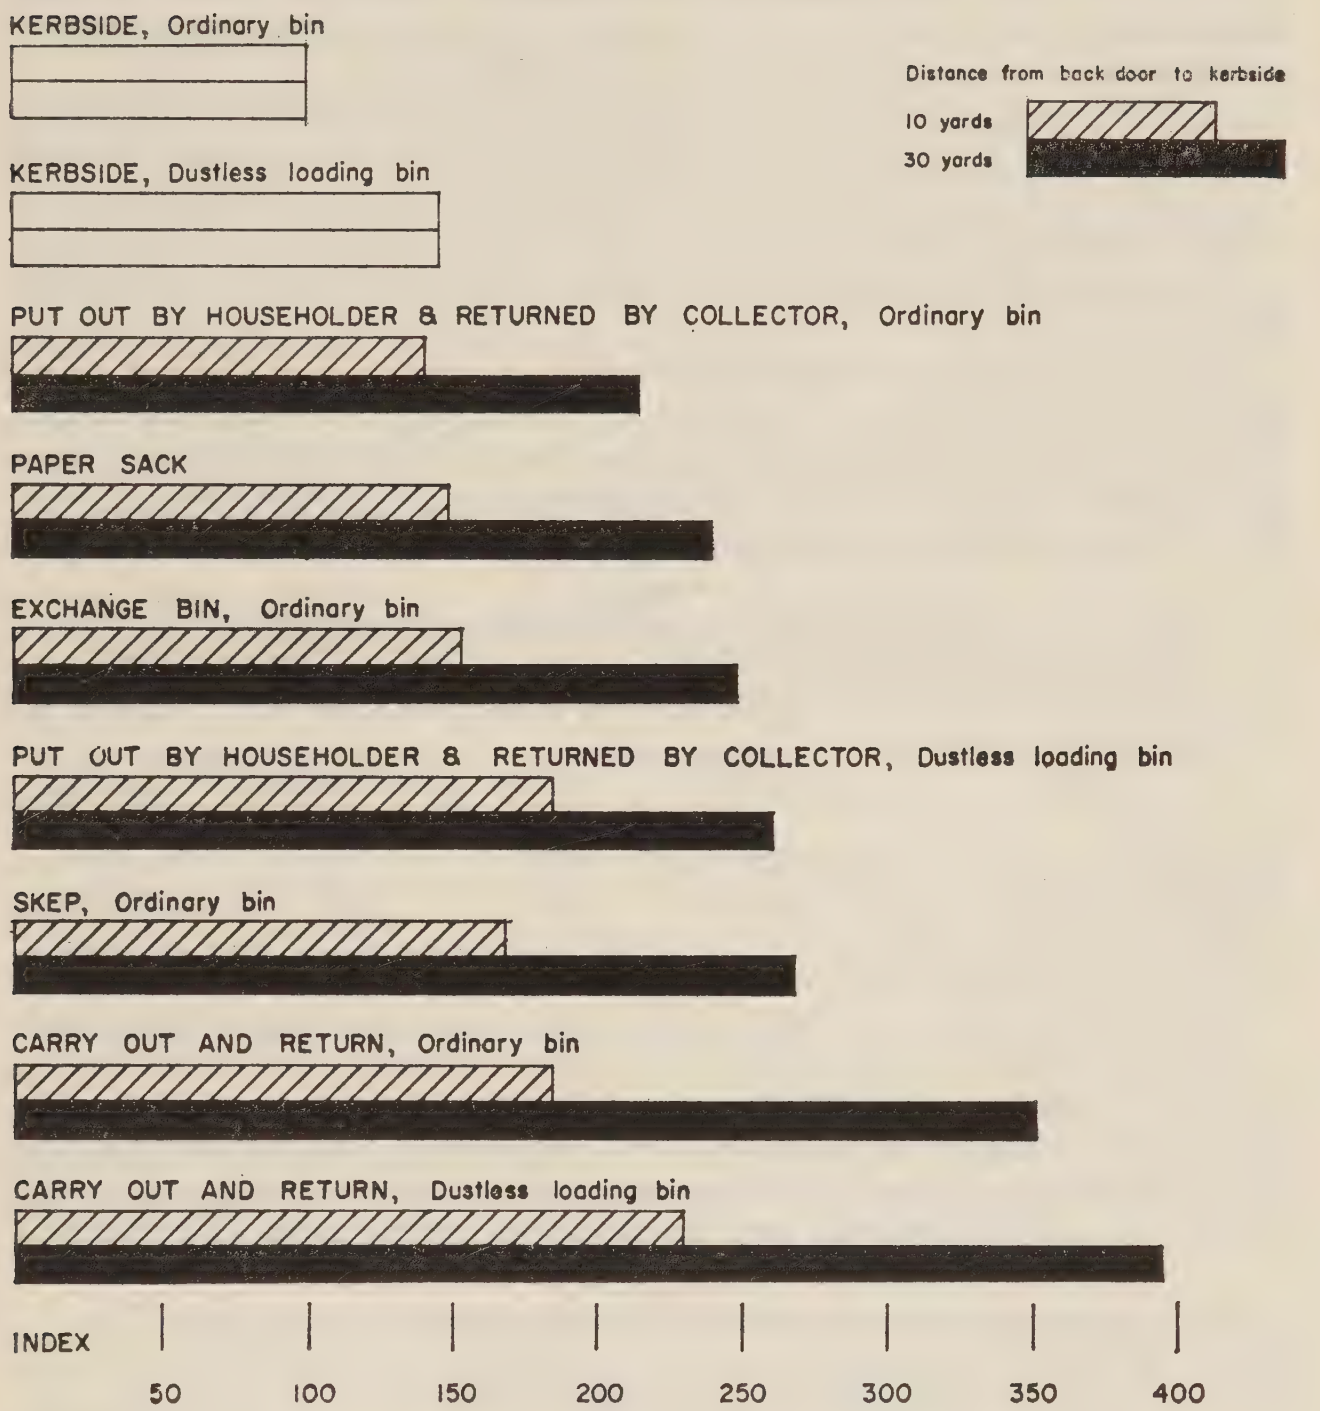 KERBSIDE, Ordinary bin
Distance from back door to kerbside
10 yards
30 yards
KERBSIDE, Dustless loading bin
PUT OUT BY HOUSEHOLDER & RETURNED BY COLLECTOR, Ordinary bin
PAPER SACK
EXCHANGE BIN, Ordinary bin
PUT OUT BY HOUSEHOLDER & RETURNED BY COLLECTOR, Dustless loading bin
SKEP, Ordinary bin
CARRY OUT AND RETURN, Ordinary bin
CARRY OUT AND RETURN, Dustless loading bin
INDEX
50 100 150 200 250 300 350 400